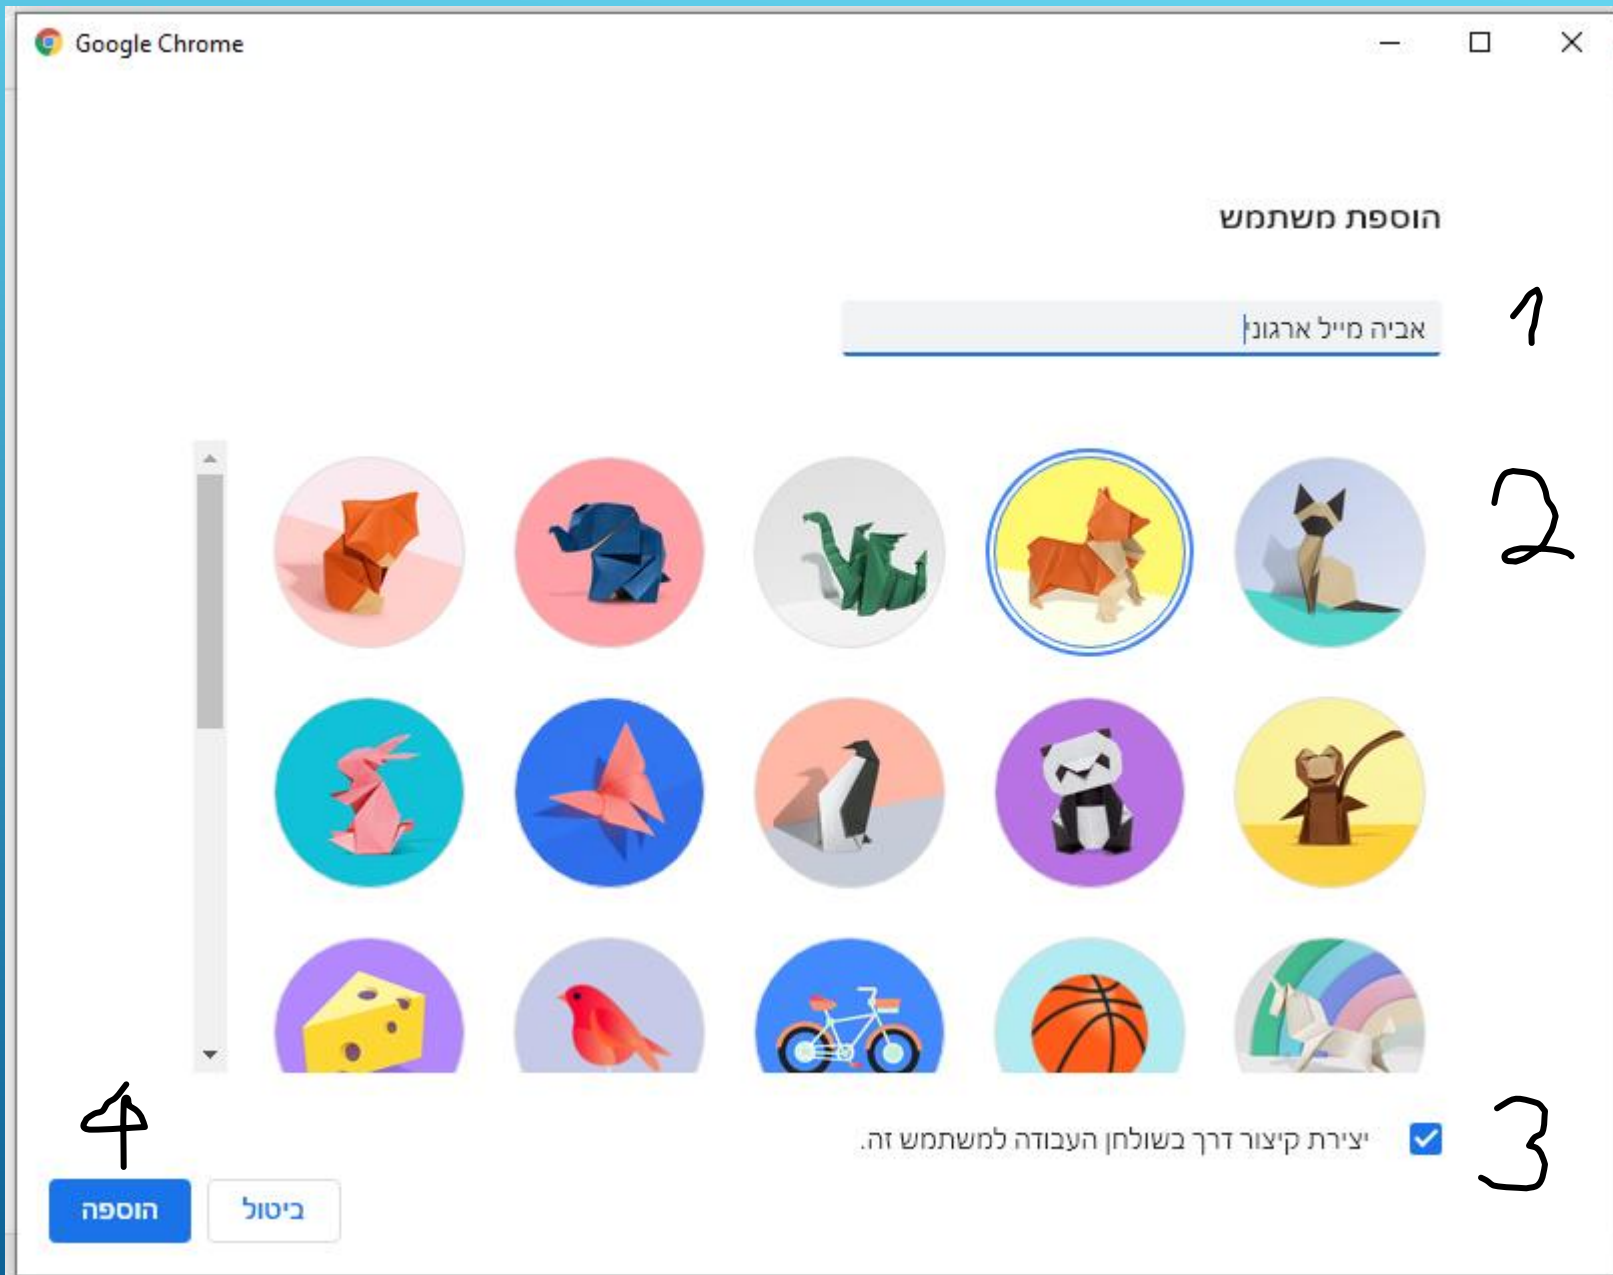 Google Chrome
הוספת משתמש
אביה מייל ארגוני
1
2
יצירת קיצור דרך בשולחן העבודה למשתמש זה.
3
4
ביטול
הוספה